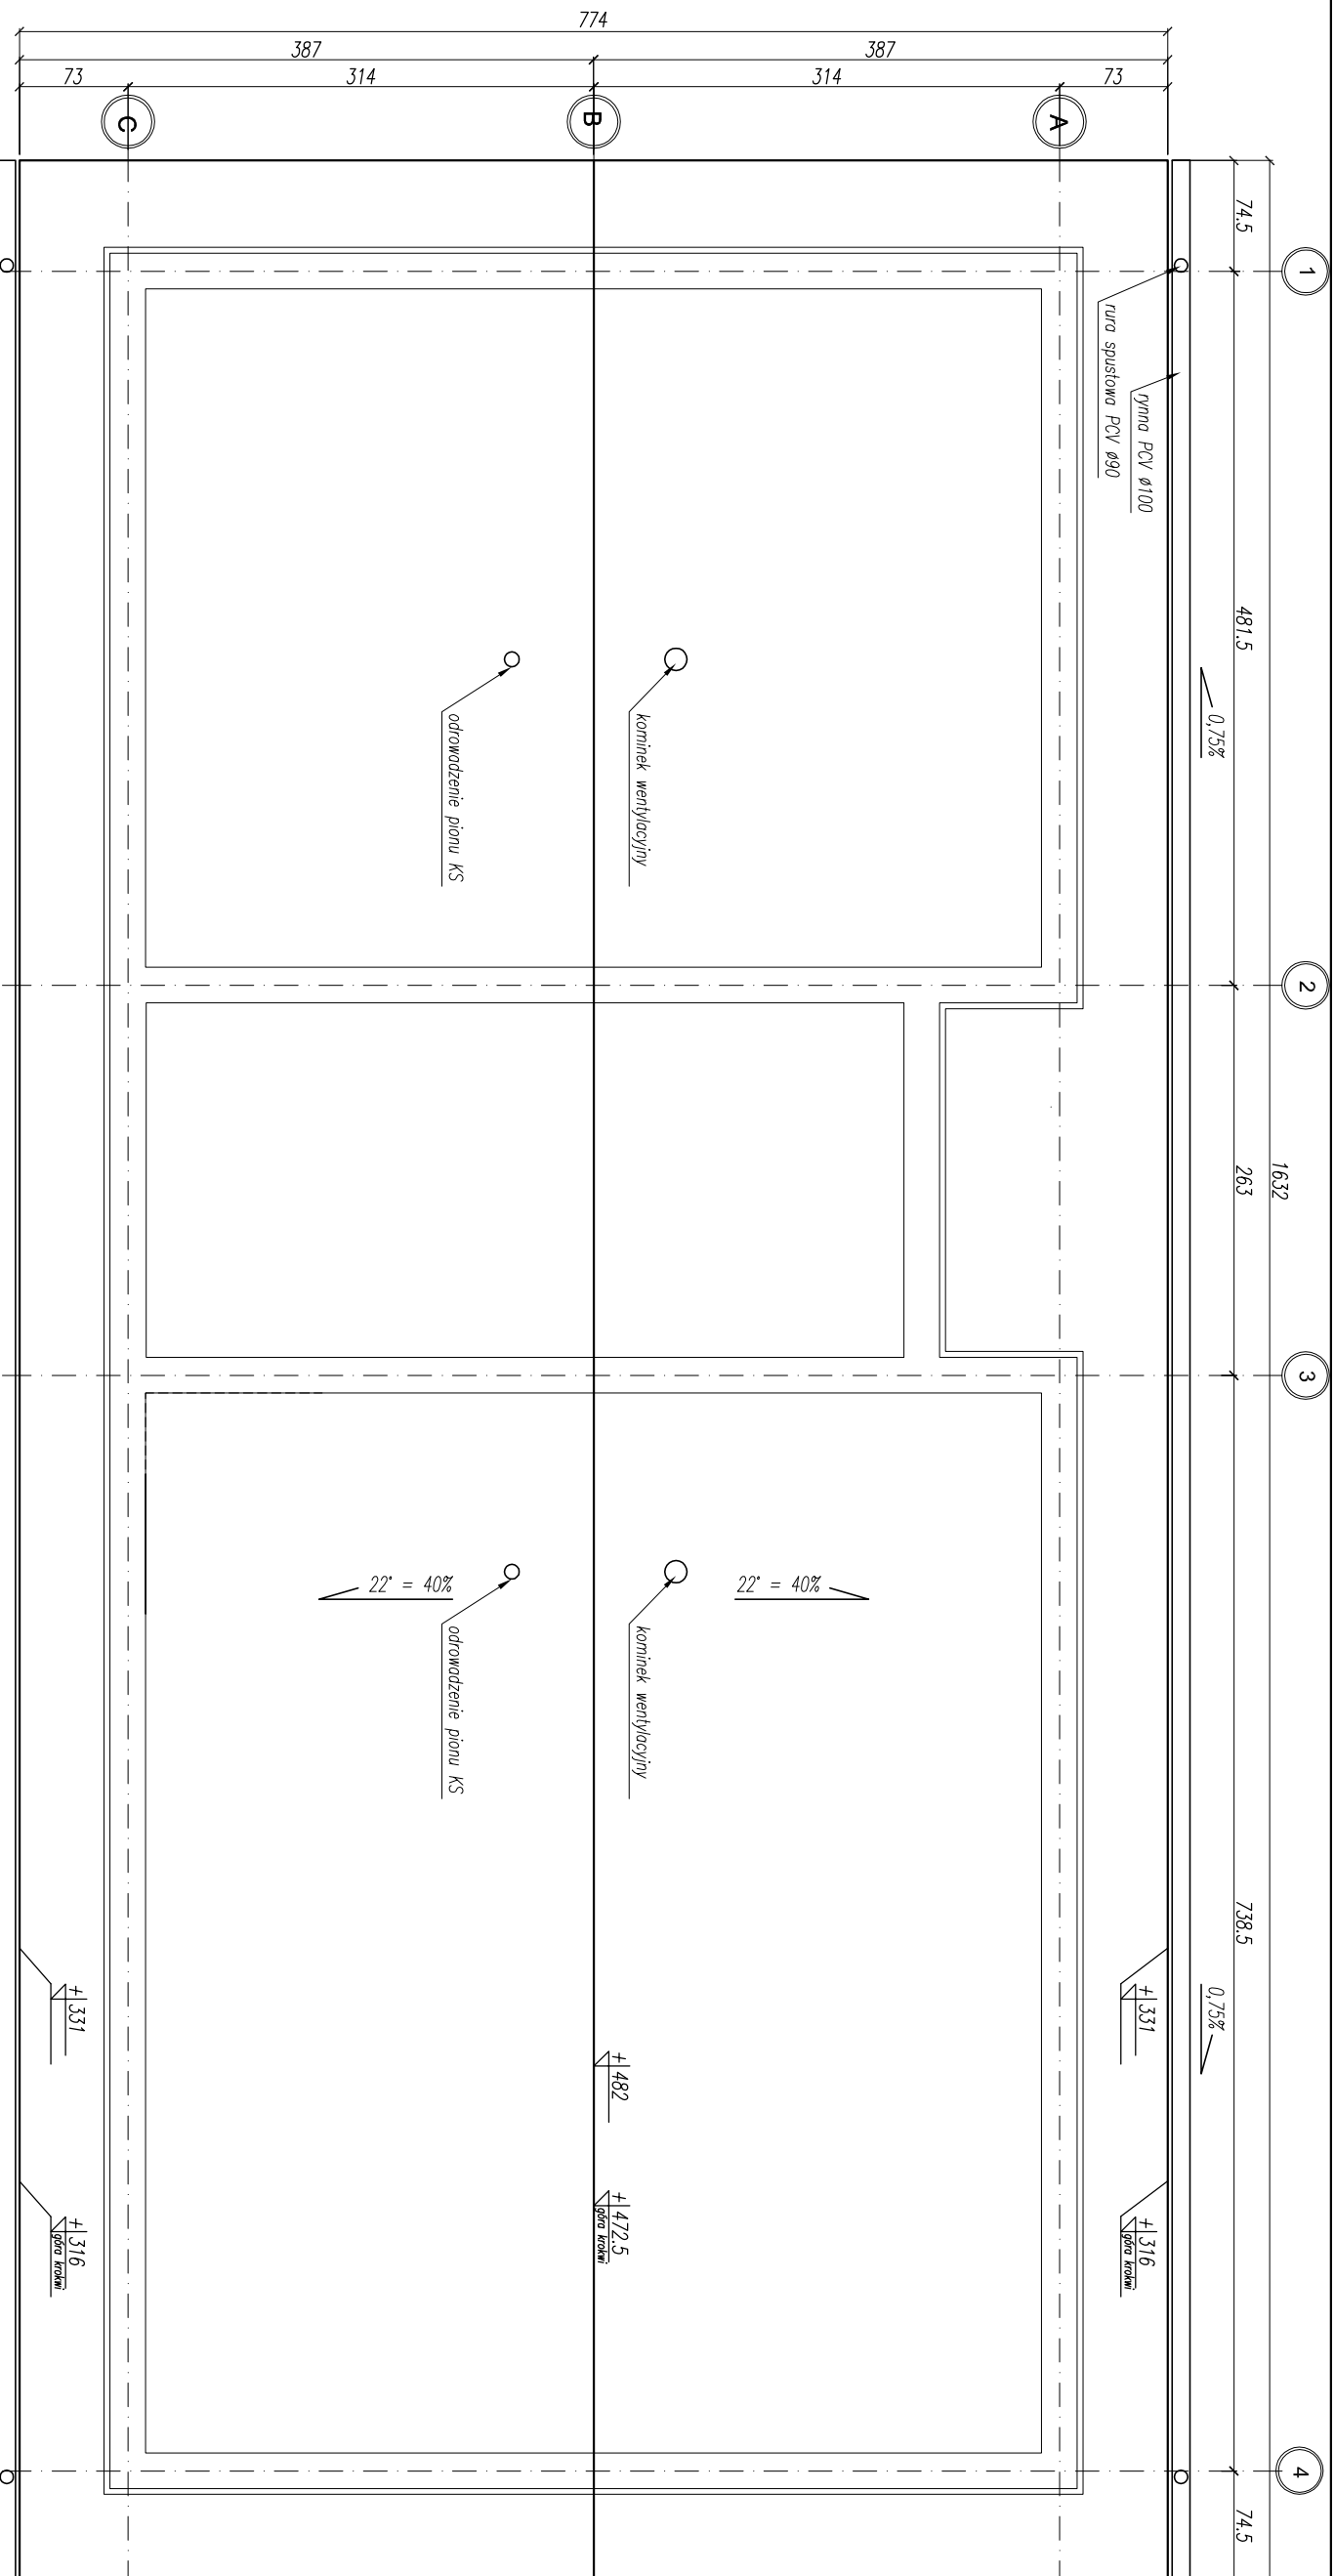 774
387
387
73
314
314
73
C
B
A
74.5
1
rura spustowa PCV ø90
rynna PCV ø100
481.5
0,75%
kominek wentylacyjny
odrowadzenie pionu KS
2
263
1632
3
22° = 40%
22° = 40%
kominek wentylacyjny
odrowadzenie pionu KS
738.5
0,75%
+331
+331
+482
+472.5
góra krokwi
+316
góra krokwi
+316
góra krokwi
4
74.5